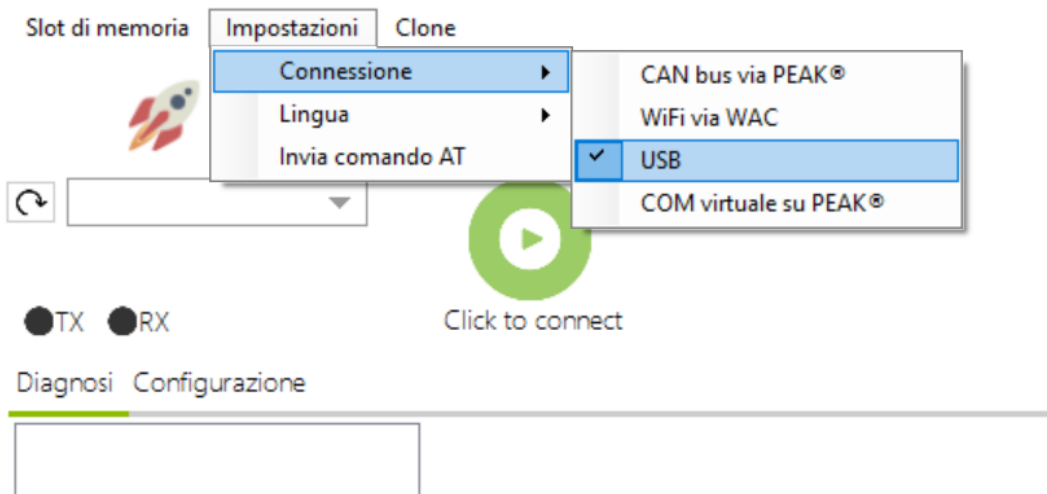 Slot di memoria Impostazioni Clone
Connessione
Lingua
Invia comando AT
CAN bus via PEAK®
WiFi via WAC
USB
COM virtuale su PEAK®
TX RX
Click to connect
Diagnosi Configurazione